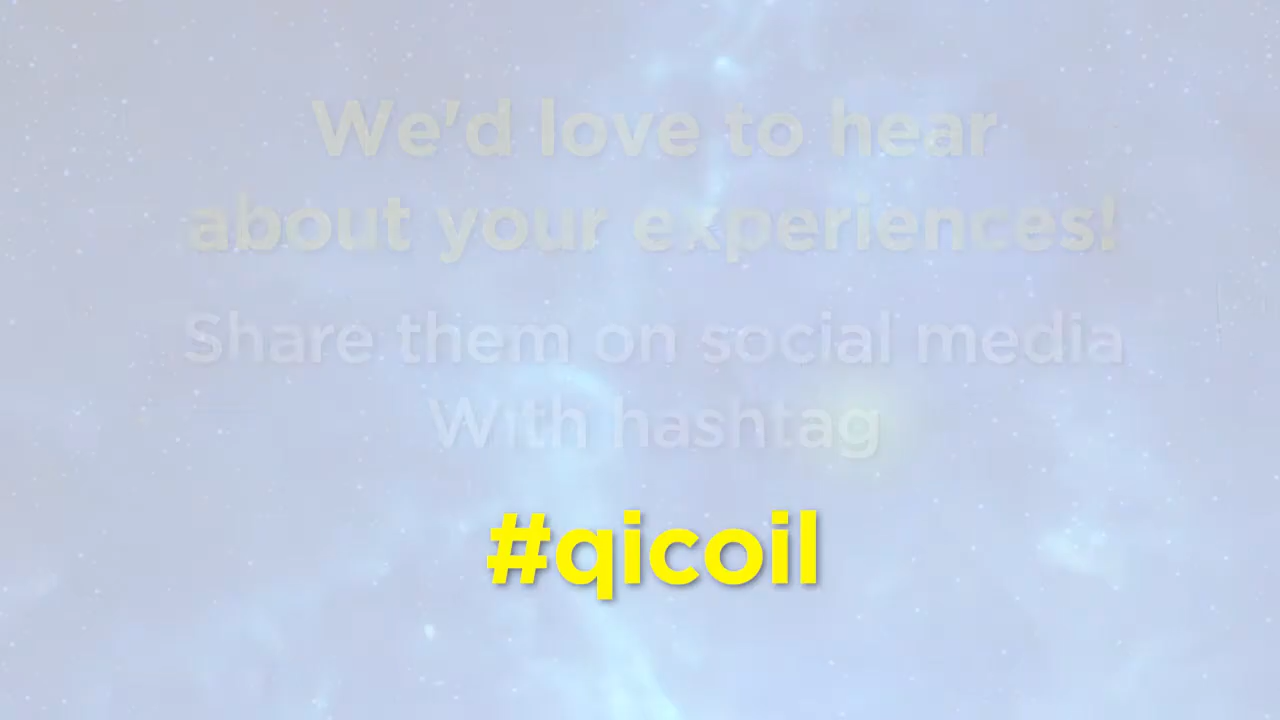 We'd love to hear
about your experiences!
Share them on social media
With hashtag
#qicoil